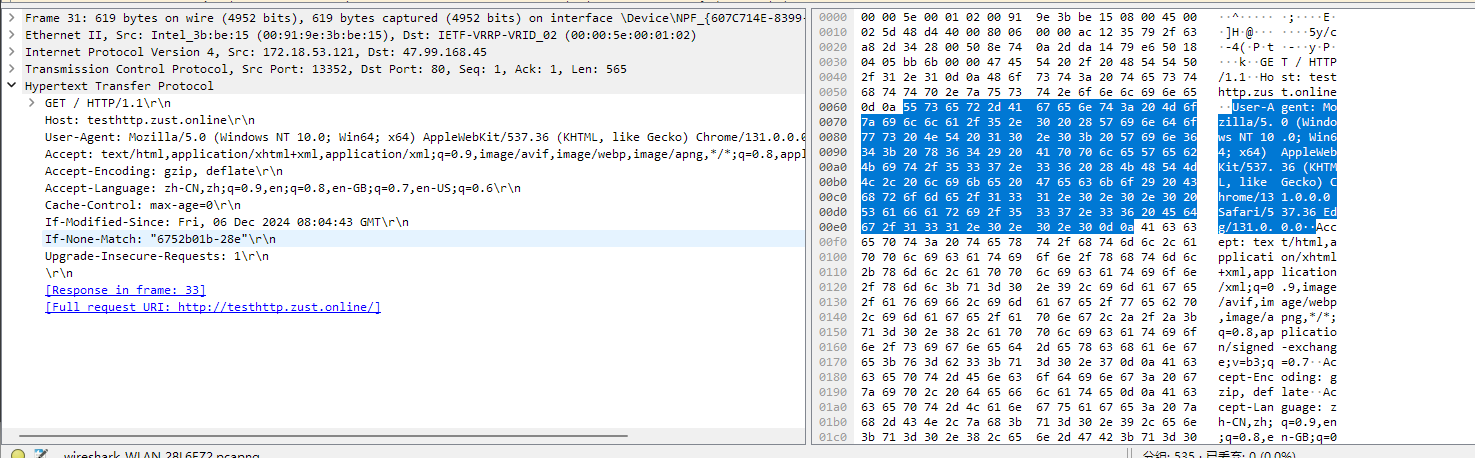 Frame 31: 619 bytes on wire (4952 bits), 619 bytes captured (4952 bits) on interface \Device\NPF_{607C714E-8399-
Ethernet II, Src: Intel_3b:be:15 (00:91:9e:3b:be:15), Dst: IETF-VRRP-VRID_02 (00:00:5e:00:01:02)
Internet Protocol Version 4, Src: 172.18.53.121, Dst: 47.99.168.45
Transmission Control Protocol, Src Port: 13352, Dst Port: 80, Seq: 1, Ack: 1, Len: 565
Hypertext Transfer Protocol
GET / HTTP/1.1\r\n
Host: testhttp.zust.online\r\n
User-Agent: Mozilla/5.0 (Windows NT 10.0; Win64; x64) AppleWebKit/537.36 (KHTML, like Gecko) Chrome/131.0.0.0
Accept: text/html,application/xhtml+xml,application/xml;q=0.9,image/avif,image/webp,image/apng,*/*;q=0.8,appl
Accept-Encoding: gzip, deflate\r\n
Accept-Language: zh-CN,zh;q=0.9,en;q=0.8,en-GB;q=0.7,en-US;q=0.6\r\n
Cache-Control: max-age=0\r\n
If-Modified-Since: Fri, 06 Dec 2024 08:04:43 GMT\r\n
If-None-Match: "6752b01b-28e"\r\n
Upgrade-Insecure-Requests: 1\r\n
\r\n
[Response in frame: 33]
[Full request URI: http://testhttp.zust.online/]
0000 00 00 5e 00 01 02 00 91 9e 3b be 15 08 00 45 00 ··^····· ·;····E·
0010 02 5d 48 d4 40 00 80 06 00 00 ac 12 35 79 2f 63 ·]H·@··· ····5y/c
0020 a8 2d 34 28 00 50 8e 74 0a 2d da 14 79 e6 50 18 ·-4(·P·t ·-··y·P·
0030 04 05 bb 6b 00 00 47 45 54 20 2f 20 48 54 54 50 ···k··GE T / HTTP
0040 2f 31 2e 31 0d 0a 48 6f 73 74 3a 20 74 65 73 74 /1.1··Ho st: test
0050 68 74 74 70 2e 7a 75 73 74 2e 6f 6e 6c 69 6e 65 http.zus t.online
0060 0d 0a 55 73 65 72 2d 41 67 65 6e 74 3a 20 4d 6f ··User-A gent: Mo
0070 7a 69 6c 6c 61 2f 35 2e 30 20 28 57 69 6e 64 6f zilla/5. 0 (Windo
0080 77 73 20 4e 54 20 31 30 2e 30 3b 20 57 69 6e 36 ws NT 10 .0; Win6
0090 34 3b 20 78 36 34 29 20 41 70 70 6c 65 57 65 62 4; x64)  AppleWeb
00a0 4b 69 74 2f 35 33 37 2e 33 36 20 28 4b 48 54 4d Kit/537. 36 (KHTM
00b0 4c 2c 20 6c 69 6b 65 20 47 65 63 6b 6f 29 20 43 L, like  Gecko) C
00c0 68 72 6f 6d 65 2f 31 33 31 2e 30 2e 30 2e 30 20 hrome/13 1.0.0.0
00d0 53 61 66 61 72 69 2f 35 33 37 2e 33 36 20 45 64 Safari/5 37.36 Ed
00e0 67 2f 31 33 31 2e 30 2e 30 2e 30 0d 0a 41 63 63 g/131.0. 0.0··Acc
00f0 65 70 74 3a 20 74 65 78 74 2f 68 74 6d 6c 2c 61 ept: tex t/html,a
0100 70 70 6c 69 63 61 74 69 6f 6e 2f 78 68 74 6d 6c pplicati on/xhtml
0110 2b 78 6d 6c 2c 61 70 70 6c 69 63 61 74 69 6f 6e +xml,app lication
0120 2f 78 6d 6c 3b 71 3d 30 2e 39 2c 69 6d 61 67 65 /xml;q=0 .9,image
0130 2f 61 76 69 66 2c 69 6d 61 67 65 2f 77 65 62 70 /avif,im age/webp
0140 2c 69 6d 61 67 65 2f 61 70 6e 67 2c 2a 2f 2a 3b ,image/a png,*/*;
0150 71 3d 30 2e 38 2c 61 70 70 6c 69 63 61 74 69 6f q=0.8,ap plicatio
0160 6e 2f 73 69 67 6e 65 64 2d 65 78 63 68 61 6e 67 n/signed -exchang
0170 65 3b 76 3d 62 33 3b 71 3d 30 2e 37 0d 0a 41 63 e;v=b3;q =0.7··Ac
0180 63 65 70 74 2d 45 6e 63 6f 64 69 6e 67 3a 20 67 cept-Enc oding: g
0190 7a 69 70 2c 20 64 65 66 6c 61 74 65 0d 0a 41 63 zip, def late··Ac
01a0 63 65 70 74 2d 4c 61 6e 67 75 61 67 65 3a 20 7a cept-Lan guage: z
01b0 68 2d 43 4e 2c 7a 68 3b 71 3d 30 2e 39 2c 65 6e h-CN,zh; q=0.9,en
01c0 3b 71 3d 30 2e 38 2c 65 6e 2d 47 42 3b 71 3d 30 ;q=0.8,e n-GB;q=0